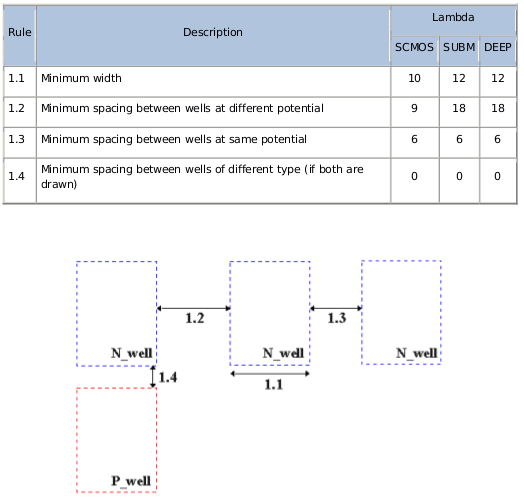 Rule Description Lambda
SCMOS SUBM DEEP
1.1 Minimum width 10 12 12
1.2 Minimum spacing between wells at different potential 9 18 18
1.3 Minimum spacing between wells at same potential 6 6 6
1.4 Minimum spacing between wells of different type (if both are drawn) 0 0 0
1.2 1.3
N_well N_well N_well
1.4 1.1
P_well